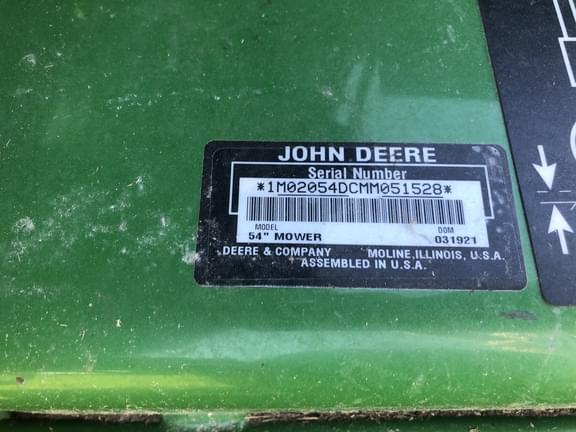 JOHN DEERE
Serial Number
*1M02054DCMM051528*
MODEL DOM
54" MOWER 031921
DEERE & COMPANY MOLINE, ILLINOIS, U.S.A.
ASSEMBLED IN U.S.A.